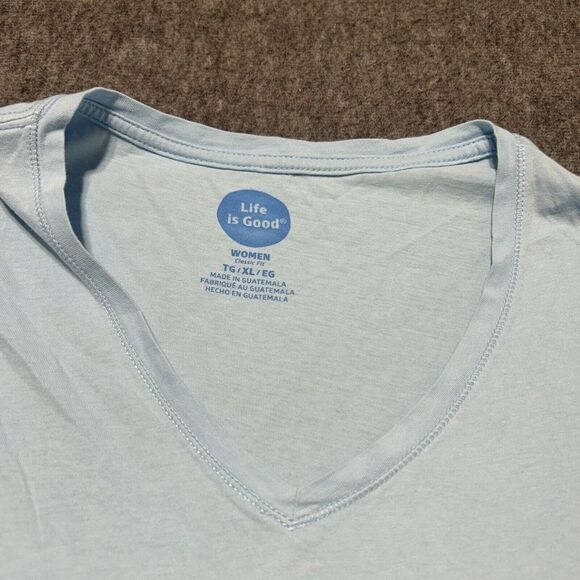 Life
is Good®
WOMEN
Classic Fit
TG/XL/EG
MADE IN GUATEMALA
FABRIQUÉ AU GUATEMALA
HECHO EN GUATEMALA